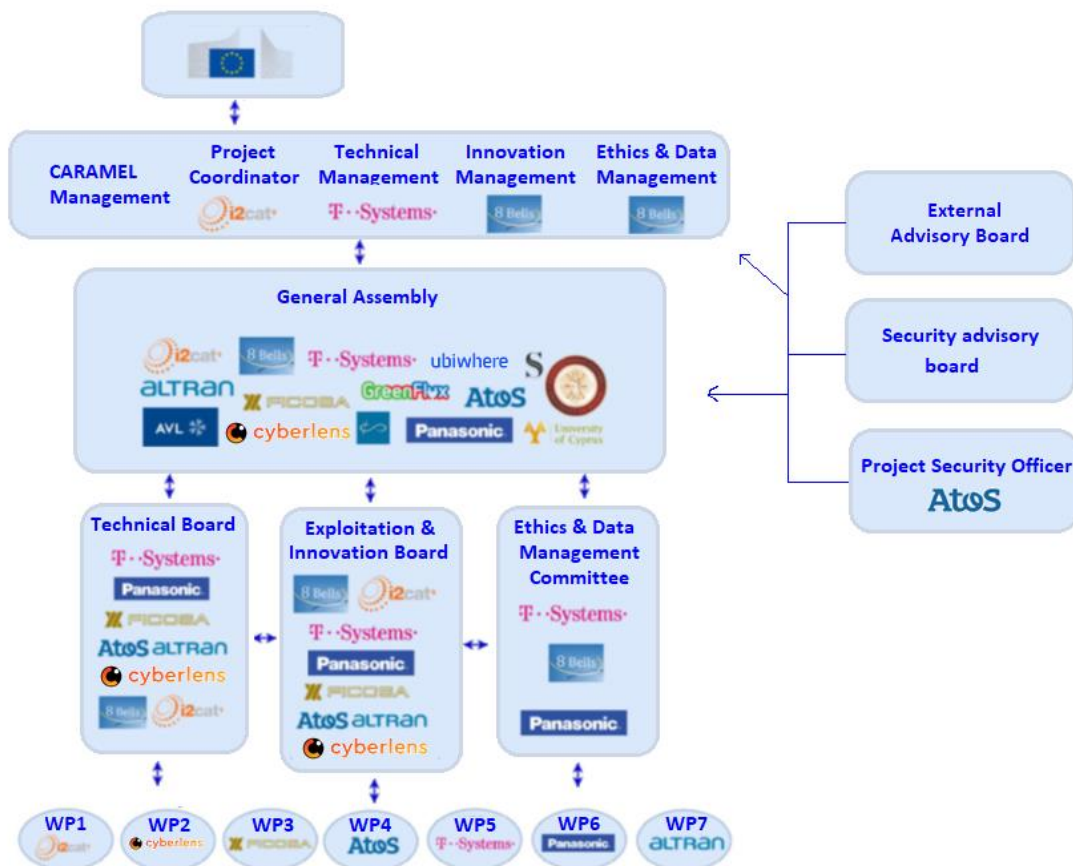 CARAMEL
Management
Project
Coordinator
i2cat
Technical
Management
T··Systems·
Innovation
Management
8 Bells
Ethics & Data
Management
8 Bells
External
Advisory Board
Security advisory
board
Project Security Officer
Atos
General Assembly
i2cat
8 Bells
T··Systems·
ubiwhere
S
ALTRAN
FICOSA
GreenFlux
Atos
AVL
cyberlens
Panasonic
University
of Cyprus
Technical Board
T··Systems·
Panasonic
FICOSA
Atos ALTRAN
cyberlens
8 Bells i2cat
Exploitation &
Innovation Board
8 Bells i2cat
T··Systems·
Panasonic
FICOSA
Atos ALTRAN
cyberlens
Ethics & Data
Management
Committee
T··Systems·
8 Bells
Panasonic
WP1
i2cat
WP2
cyberlens
WP3
FICOSA
WP4
Atos
WP5
T··Systems·
WP6
Panasonic
WP7
ALTRAN